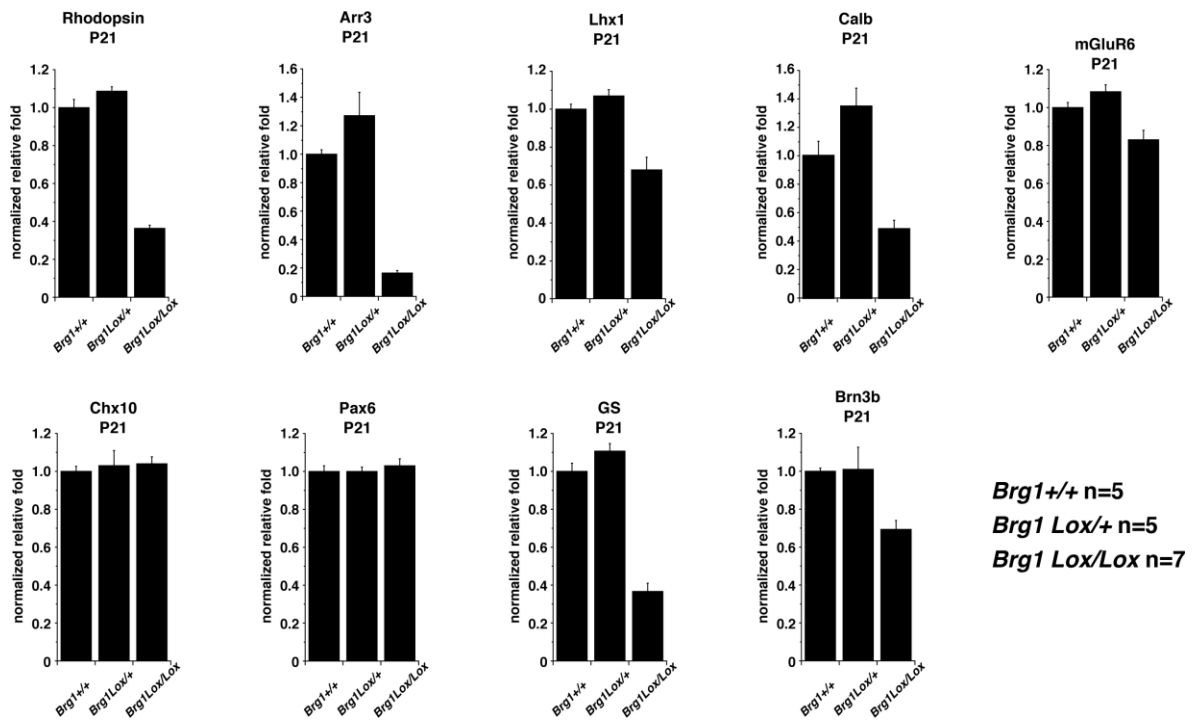 Rhodopsin
P21
normalized relative fold
1.2
1.0
0.8
0.6
0.4
0.2
0
Brg1+/+
Brg1Lox/+
Brg1Lox/Lox
Arr3
P21
normalized relative fold
1.6
1.4
1.2
1.0
0.8
0.6
0.4
0.2
0
Brg1+/+
Brg1Lox/+
Brg1Lox/Lox
Lhx1
P21
normalized relative fold
1.2
1.0
0.8
0.6
0.4
0.2
0
Brg1+/+
Brg1Lox/+
Brg1Lox/Lox
Calb
P21
normalized relative fold
1.6
1.4
1.2
1.0
0.8
0.6
0.4
0.2
0
Brg1+/+
Brg1Lox/+
Brg1Lox/Lox
mGluR6
P21
normalized relative fold
1.2
1.0
0.8
0.6
0.4
0.2
0
Brg1+/+
Brg1Lox/+
Brg1Lox/Lox
Chx10
P21
normalized relative fold
1.2
1.0
0.8
0.6
0.4
0.2
0
Brg1+/+
Brg1Lox/+
Brg1Lox/Lox
Pax6
P21
normalized relative fold
1.2
1.0
0.8
0.6
0.4
0.2
0
Brg1+/+
Brg1Lox/+
Brg1Lox/Lox
GS
P21
normalized relative fold
1.2
1.0
0.8
0.6
0.4
0.2
0
Brg1+/+
Brg1Lox/+
Brg1Lox/Lox
Brn3b
P21
normalized relative fold
1.2
1.0
0.8
0.6
0.4
0.2
0
Brg1+/+
Brg1Lox/+
Brg1Lox/Lox
Brg1+/+ n=5
Brg1 Lox/+ n=5
Brg1 Lox/Lox n=7